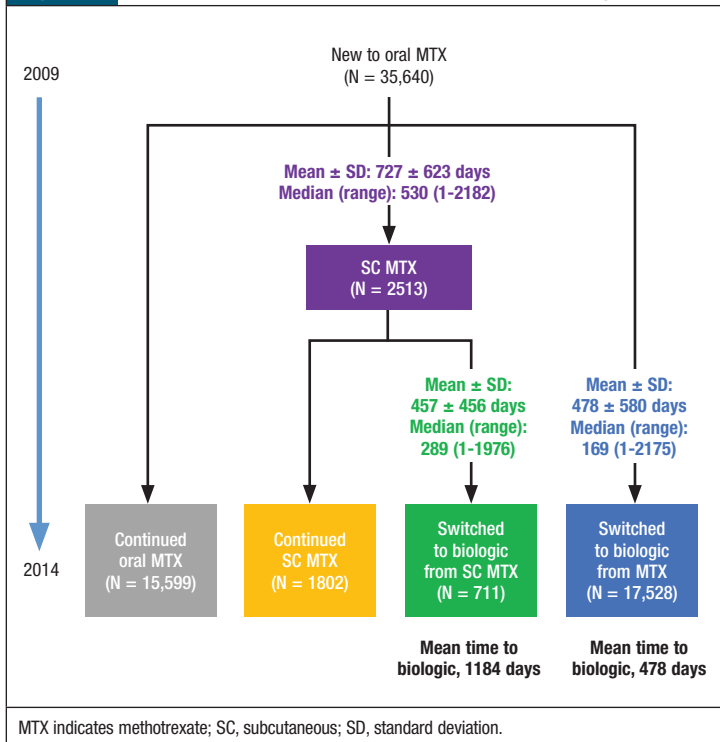 2009
New to oral MTX
(N = 35,640)
Mean ± SD: 727 ± 623 days
Median (range): 530 (1-2182)
SC MTX
(N = 2513)
Mean ± SD:
457 ± 456 days
Median (range):
289 (1-1976)
Mean ± SD:
478 ± 580 days
Median (range):
169 (1-2175)
2014
Continued
oral MTX
(N = 15,599)
Continued
SC MTX
(N = 1802)
Switched
to biologic
from SC MTX
(N = 711)
Switched
to biologic
from MTX
(N = 17,528)
Mean time to
biologic, 1184 days
Mean time to
biologic, 478 days
MTX indicates methotrexate; SC, subcutaneous; SD, standard deviation.